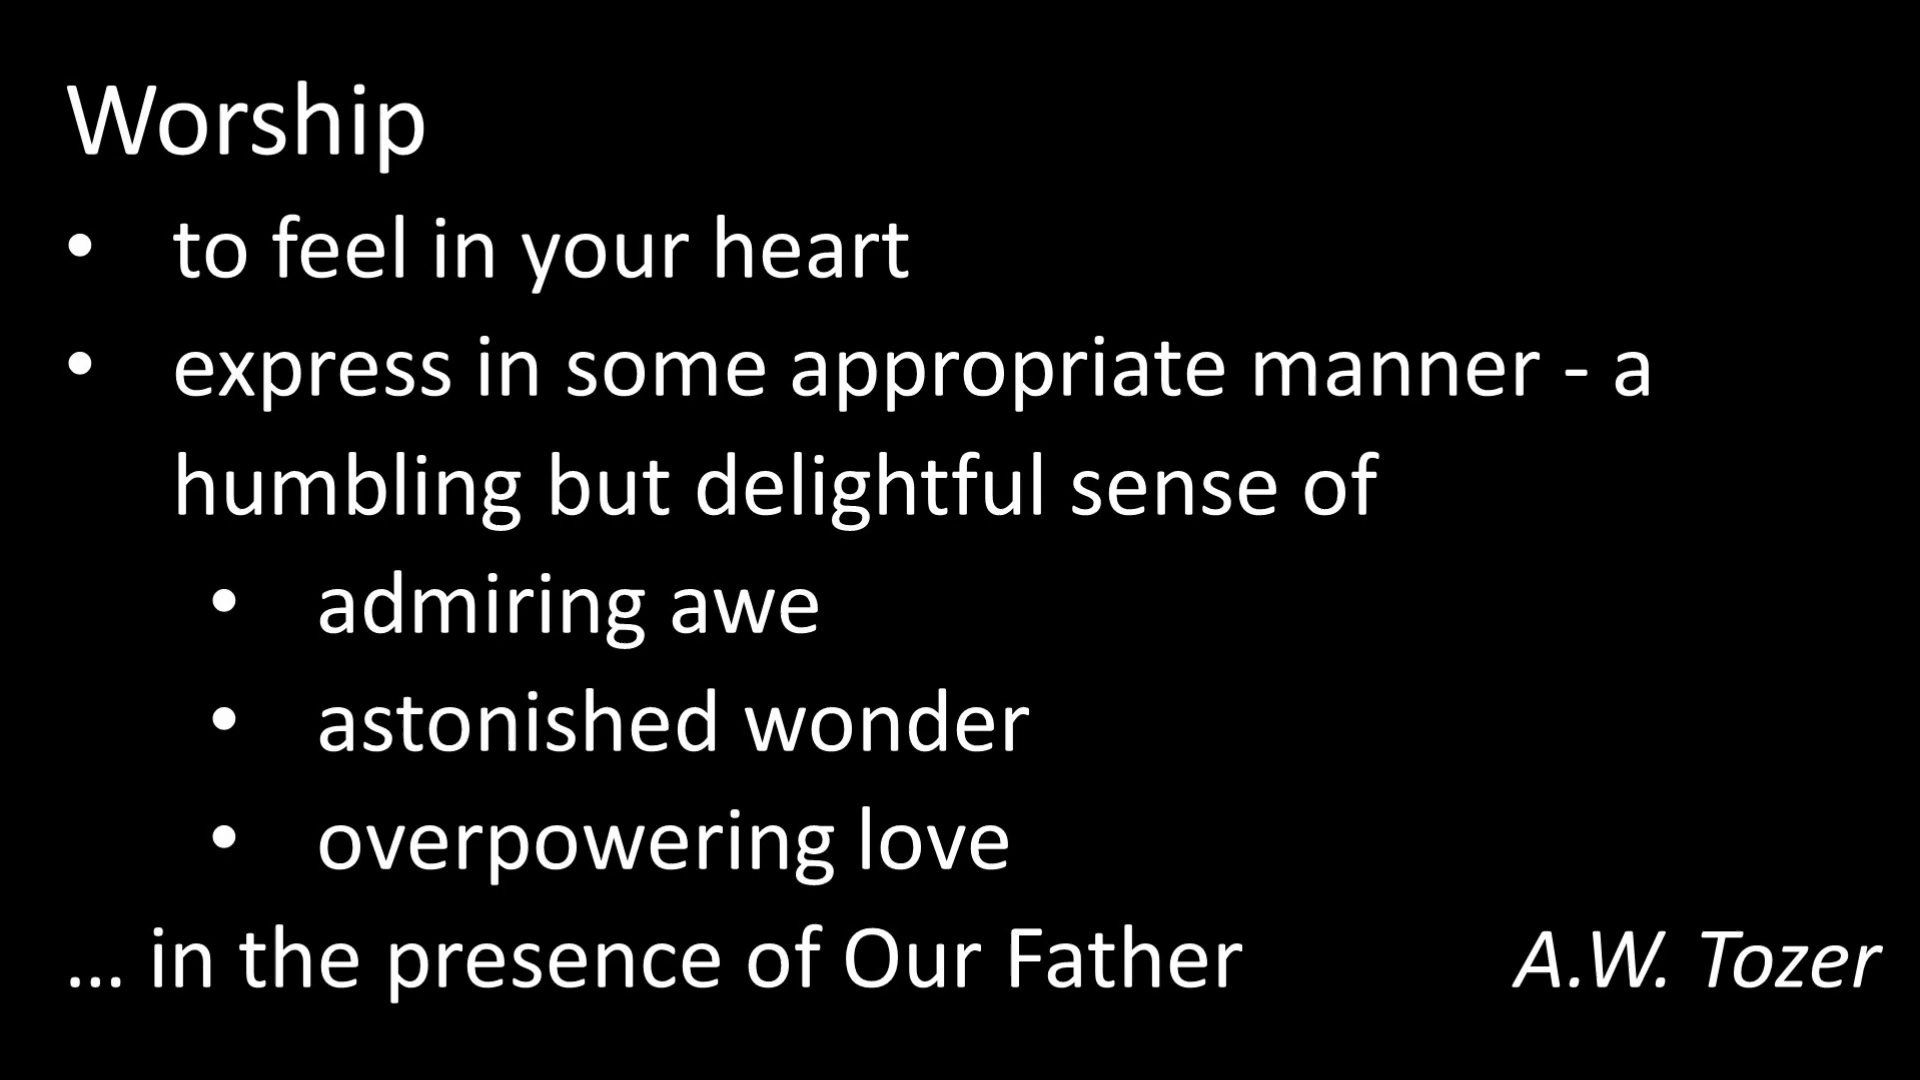 Worship
• to feel in your heart
• express in some appropriate manner - a
humbling but delightful sense of
• admiring awe
• astonished wonder
• overpowering love
... in the presence of Our Father A.W. Tozer